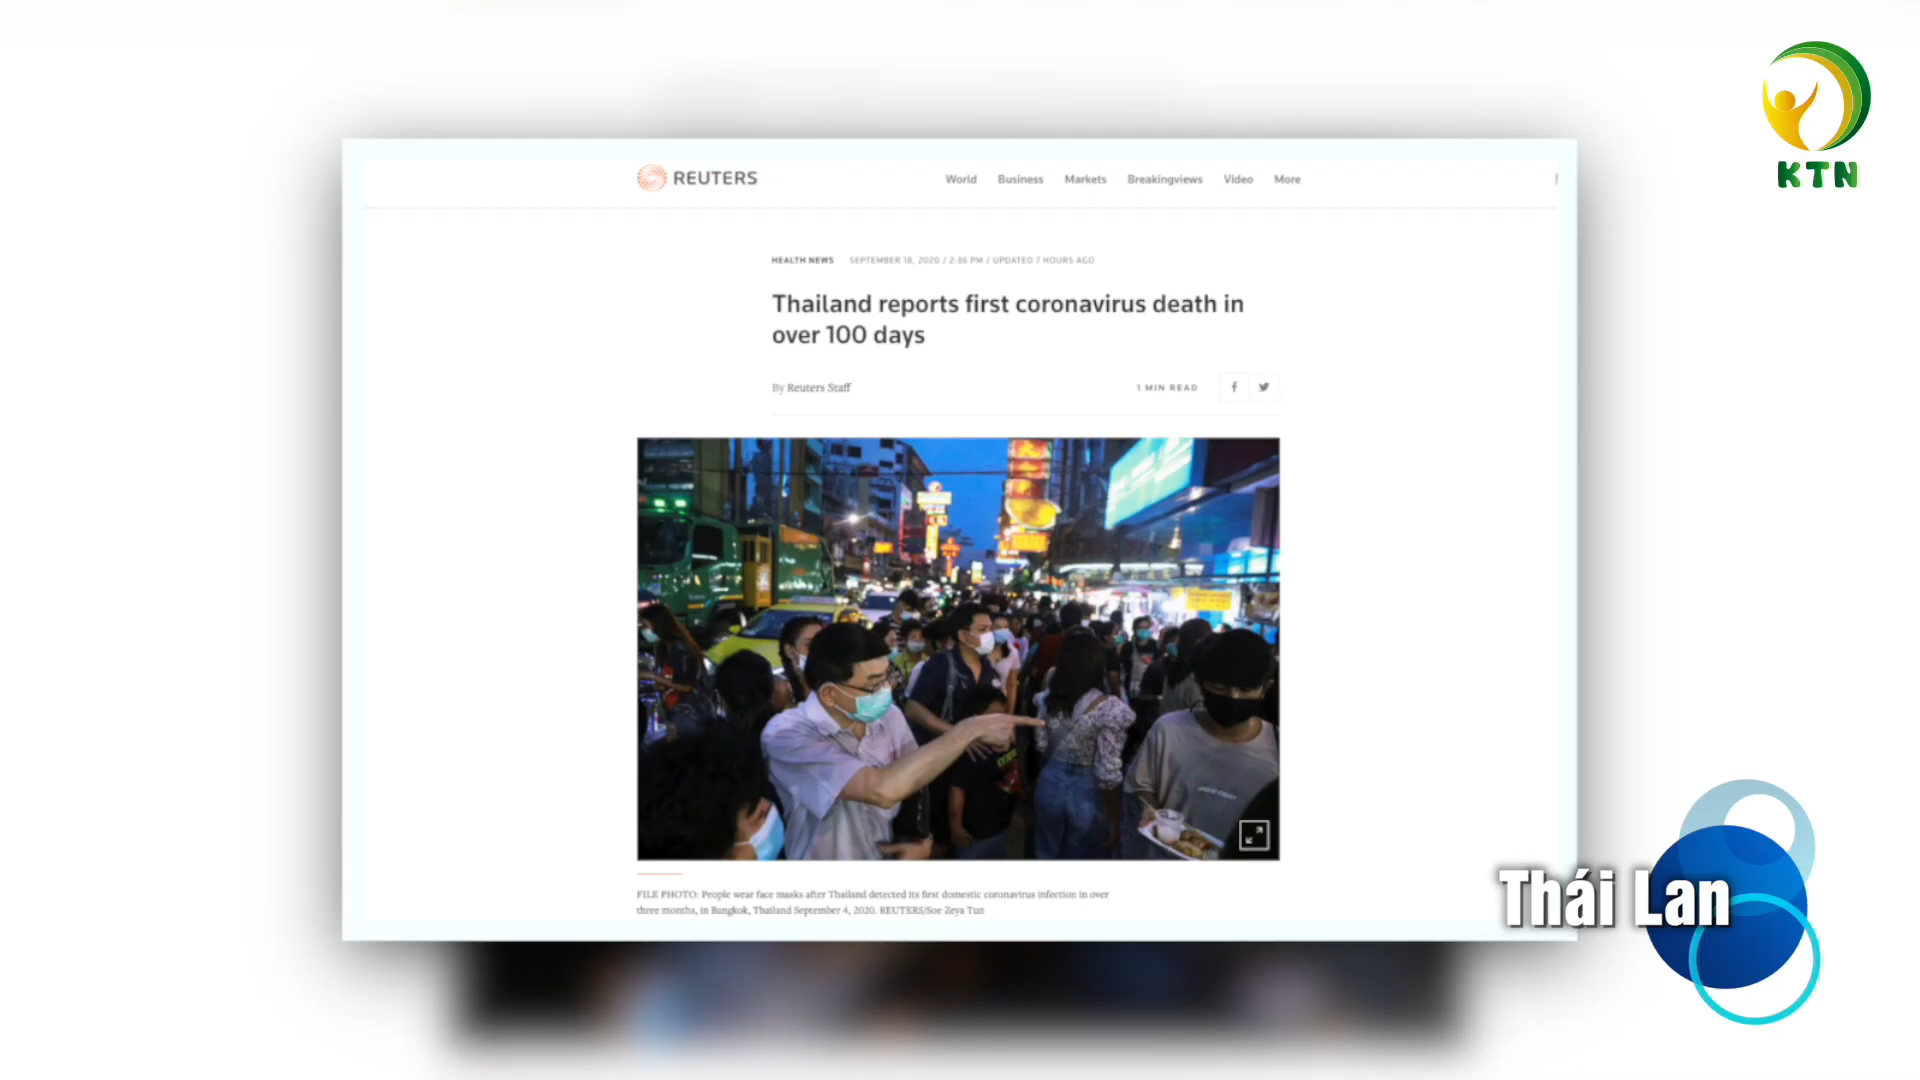 KTN
REUTERS
World Business Markets Breakingviews Video More
HEALTH NEWS SEPTEMBER 18, 2020 / 2:36 PM / UPDATED 7 HOURS AGO
Thailand reports first coronavirus death in
over 100 days
By Reuters Staff
1 MIN READ
FILE PHOTO: People wear face masks after Thailand detected its first domestic coronavirus infection in over
three months, in Bangkok, Thailand September 4, 2020. REUTERS/Soe Zeya Tun
Thái Lan